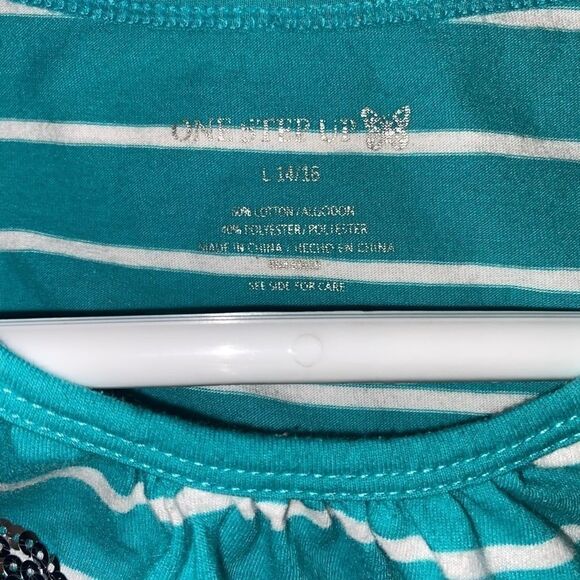 ONE STEP UP
L 14/16
60% COTTON/ALGODON
40% POLYESTER/POLIESTER
MADE IN CHINA / HECHO EN CHINA
SEE SIDE FOR CARE